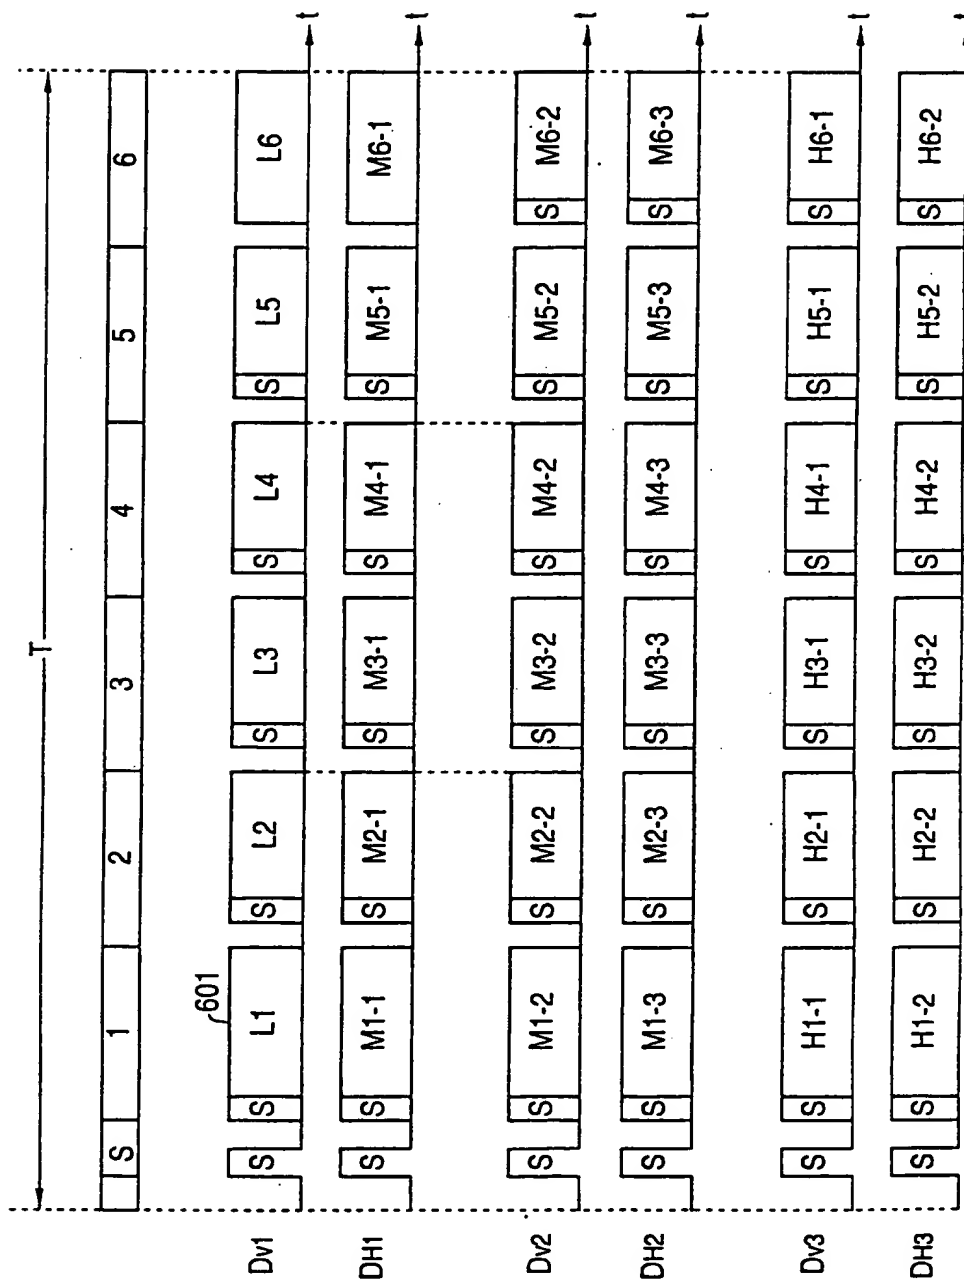 T
S 1 2 3 4 5 6
601
Dv1 S S L1 S L2 S L3 S L4 S L5 L6 t
DH1 S S M1-1 S M2-1 S M3-1 S M4-1 S M5-1 M6-1 t
Dv2 S S M1-2 S M2-2 S M3-2 S M4-2 S M5-2 S M6-2 t
DH2 S S M1-3 S M2-3 S M3-3 S M4-3 S M5-3 S M6-3 t
Dv3 S S H1-1 S H2-1 S H3-1 S H4-1 S H5-1 S H6-1 t
DH3 S S H1-2 S H2-2 S H3-2 S H4-2 S H5-2 S H6-2 t